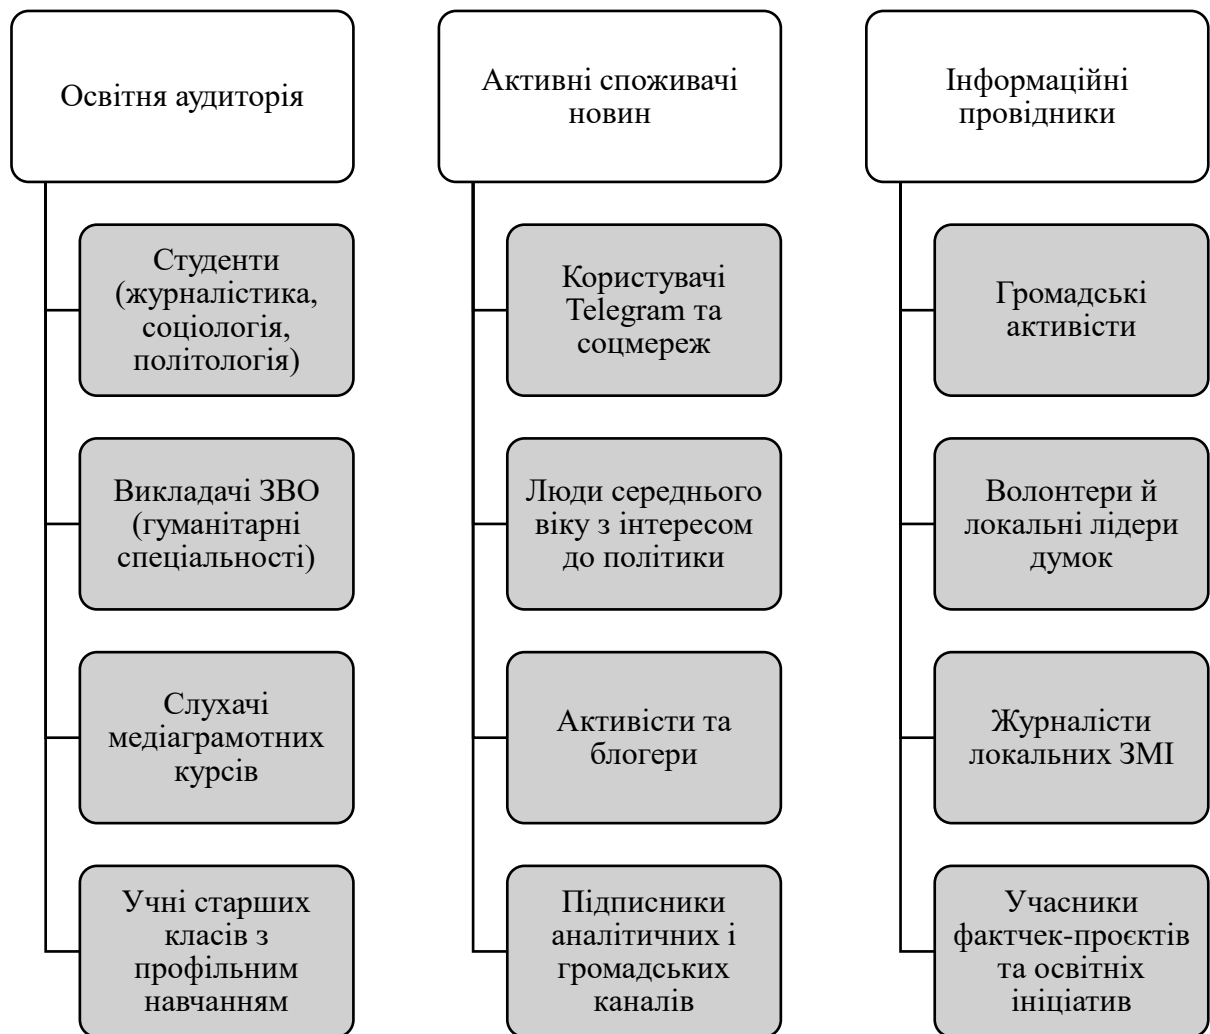 Освітня аудиторія
Студенти
(журналістика,
соціологія,
політологія)
Викладачі ЗВО
(гуманітарні
спеціальності)
Слухачі
медіаграмотних
курсів
Учні старших
класів з
профільним
навчанням
Активні споживачі
новин
Користувачі
Telegram та
соцмереж
Люди середнього
віку з інтересом
до політики
Активісти та
блогери
Підписники
аналітичних і
громадських
каналів
Інформаційні
провідники
Громадські
активісти
Волонтери й
локальні лідери
думок
Журналісти
локальних ЗМІ
Учасники
фактчек-проєктів
та освітніх
ініціатив